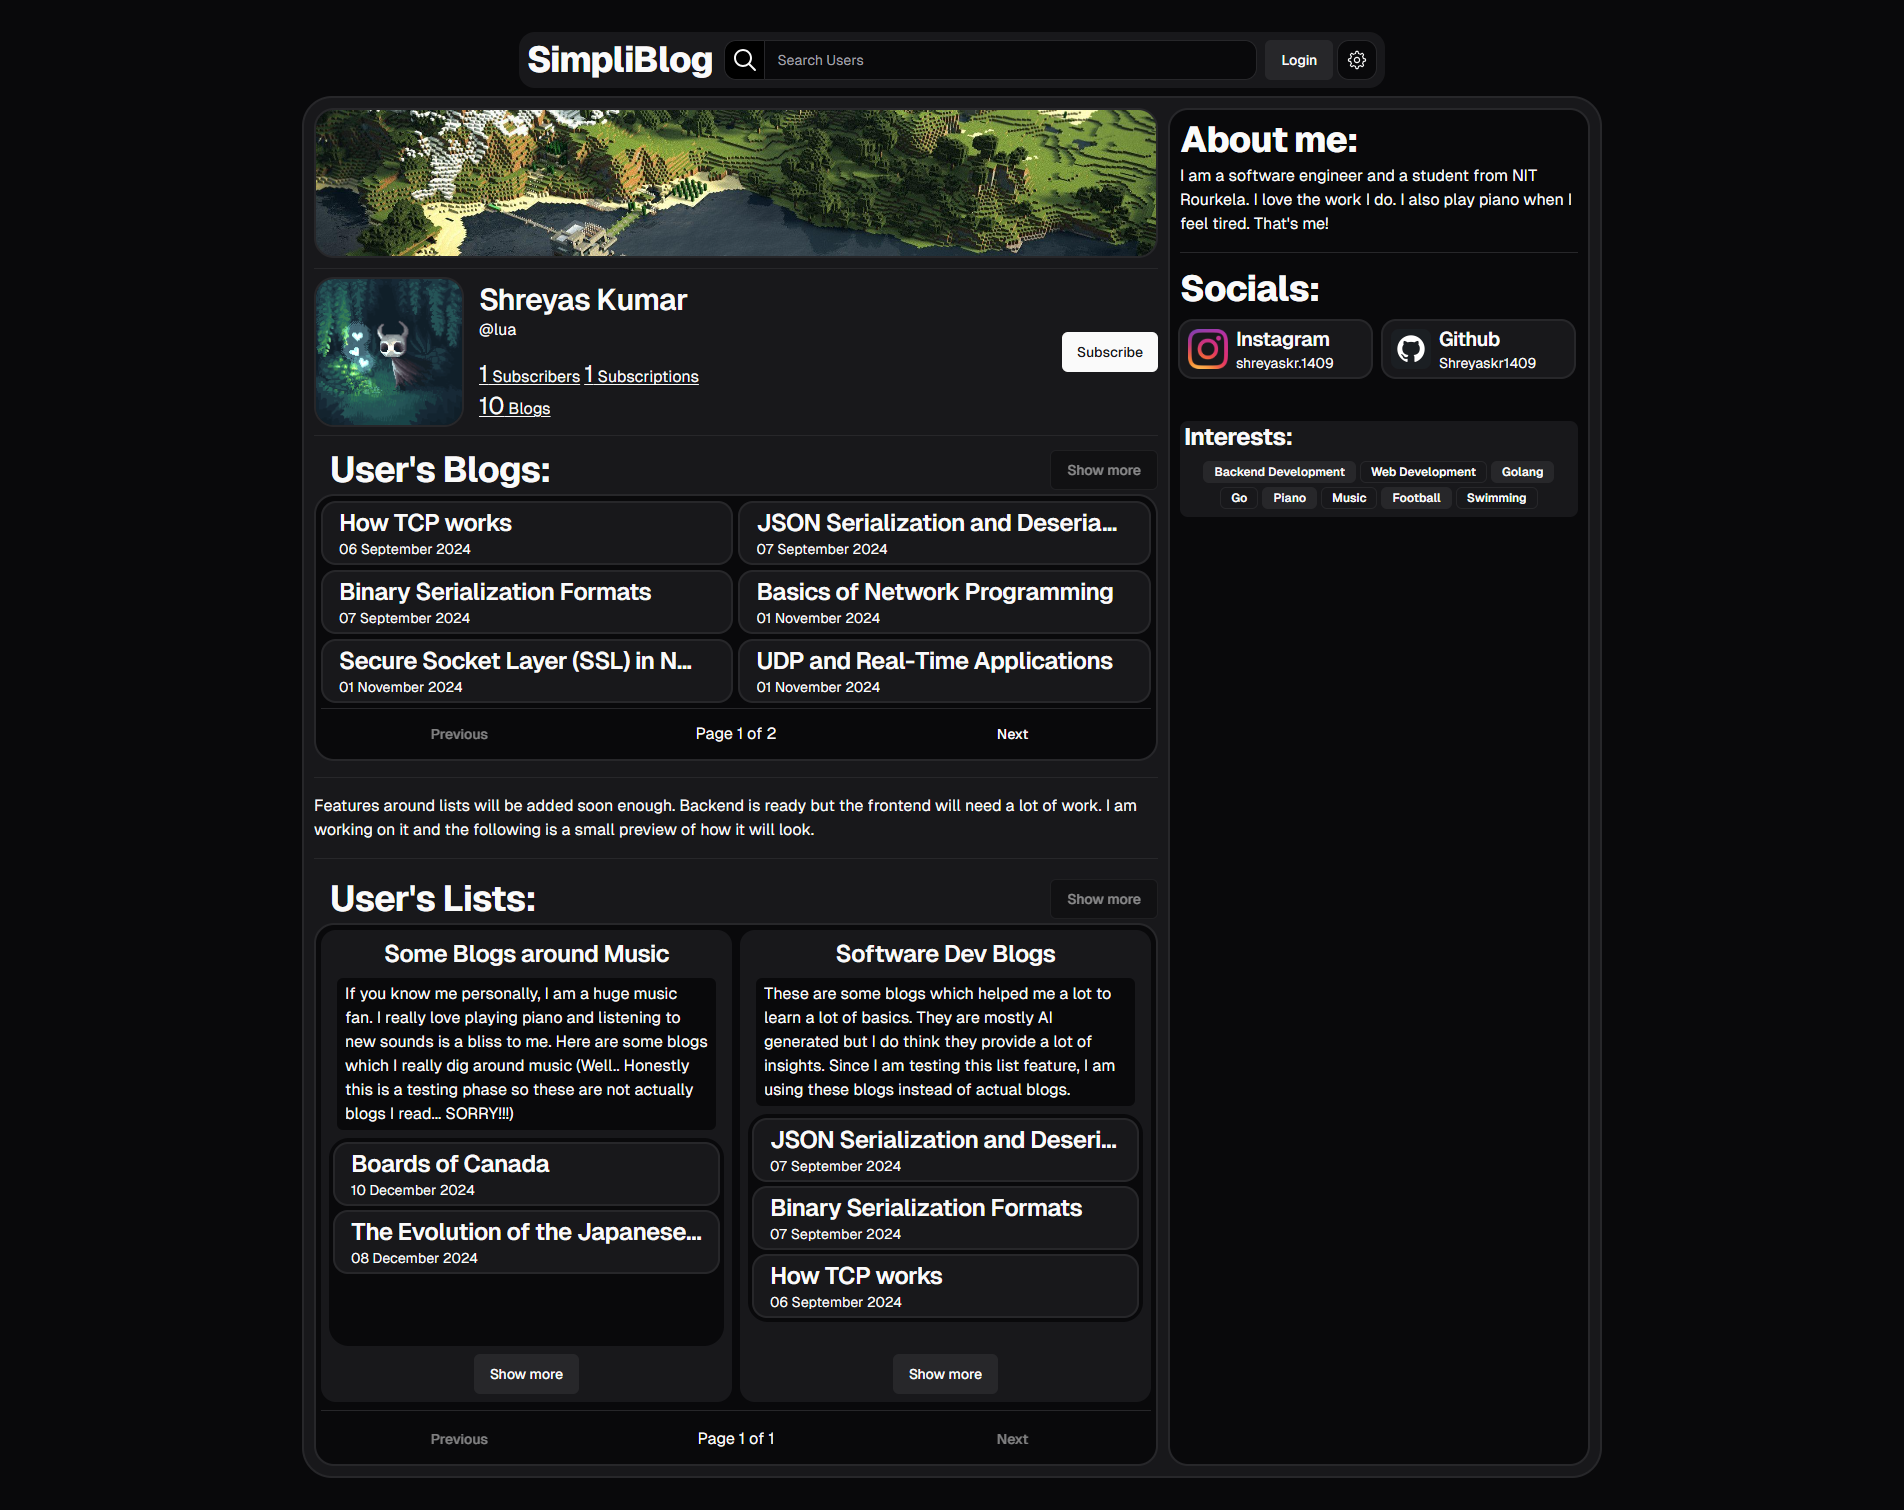 SimpliBlog
Search Users
Login
Shreyas Kumar
@lua
1 Subscribers 1 Subscriptions
10 Blogs
Subscribe
User's Blogs:
Show more
How TCP works
06 September 2024
JSON Serialization and Deseria...
07 September 2024
Binary Serialization Formats
07 September 2024
Basics of Network Programming
01 November 2024
Secure Socket Layer (SSL) in N...
01 November 2024
UDP and Real-Time Applications
01 November 2024
Previous
Page 1 of 2
Next
Features around lists will be added soon enough. Backend is ready but the frontend will need a lot of work. I am
working on it and the following is a small preview of how it will look.
User's Lists:
Show more
Some Blogs around Music
If you know me personally, I am a huge music
fan. I really love playing piano and listening to
new sounds is a bliss to me. Here are some blogs
which I really dig around music (Well.. Honestly
this is a testing phase so these are not actually
blogs I read... SORRY!!!)
Boards of Canada
10 December 2024
The Evolution of the Japanese...
08 December 2024
Show more
Software Dev Blogs
These are some blogs which helped me a lot to
learn a lot of basics. They are mostly AI
generated but I do think they provide a lot of
insights. Since I am testing this list feature, I am
using these blogs instead of actual blogs.
JSON Serialization and Deseri...
07 September 2024
Binary Serialization Formats
07 September 2024
How TCP works
06 September 2024
Show more
Previous
Page 1 of 1
Next
About me:
I am a software engineer and a student from NIT
Rourkela. I love the work I do. I also play piano when I
feel tired. That's me!
Socials:
Instagram
shreyaskr.1409
Github
Shreyaskr1409
Interests:
Backend Development Web Development Golang
Go Piano Music Football Swimming